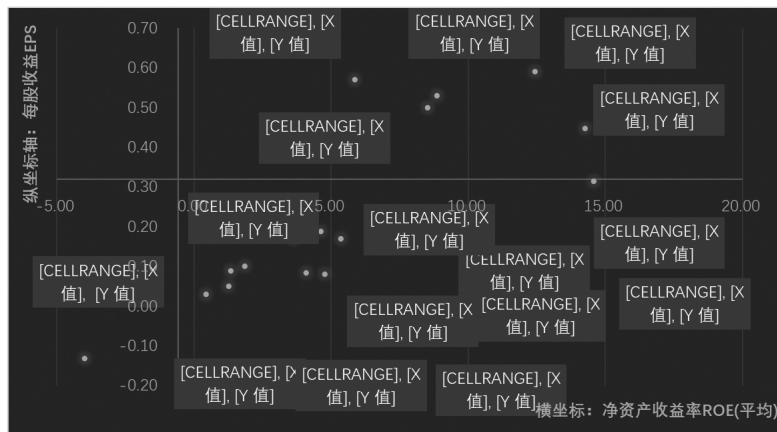 0.70
[CELLRANGE], [X
值], [Y 值]
[CELLRANGE], [X
值], [Y 值]
[CELLRANGE], [X
值], [Y 值]
0.60
0.50
[CELLRANGE], [X
值], [Y 值]
[CELLRANGE], [X
值], [Y 值]
0.40
纵坐标轴：每股收益EPS
0.30
-5.00
0.00
5.00
10.00
15.00
20.00
[CELLRANGE], [X
值], [Y 值]
[CELLRANGE], [X
值], [Y 值]
0.20
[CELLRANGE], [X
值], [Y 值]
[CELLRANGE], [X
值], [Y 值]
0.10
[CELLRANGE], [X
值], [Y 值]
[CELLRANGE], [X
值], [Y 值]
0.00
[CELLRANGE], [X
值], [Y 值]
[CELLRANGE], [X
值], [Y 值]
-0.10
[CELLRANGE], [X
值], [Y 值]
[CELLRANGE], [X
值], [Y 值]
[CELLRANGE], [X
值], [Y 值]
-0.20
横坐标：净资产收益率ROE(平均)